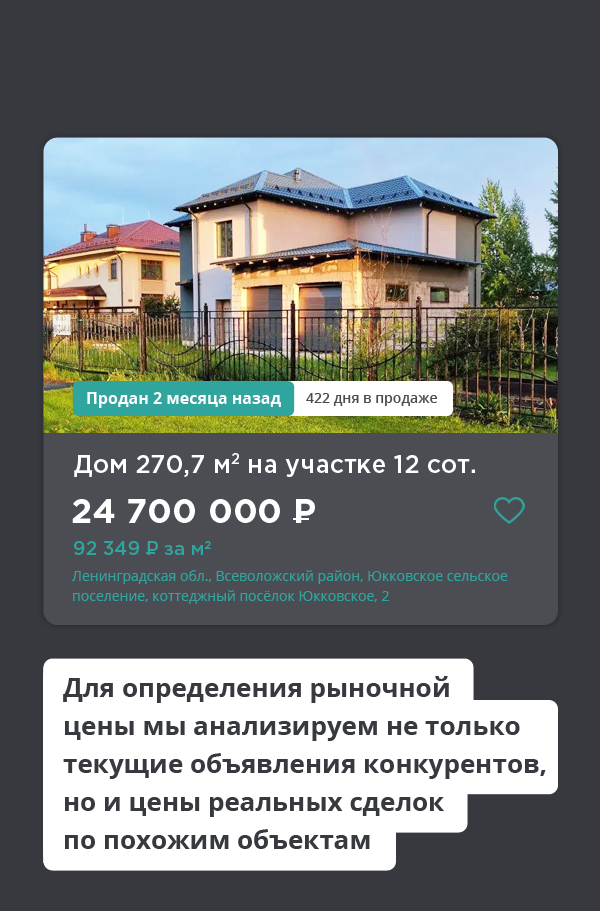 Продан 2 месяца назад 422 дня в продаже
Дом 270,7 м² на участке 12 сот.
24 700 000 ₽
92 349 ₽ за м²
Ленинградская обл., Всеволожский район, Юкковское сельское
поселение, коттеджный посёлок Юкковское, 2
Для определения рыночной
цены мы анализируем не только
текущие объявления конкурентов,
но и цены реальных сделок
по похожим объектам